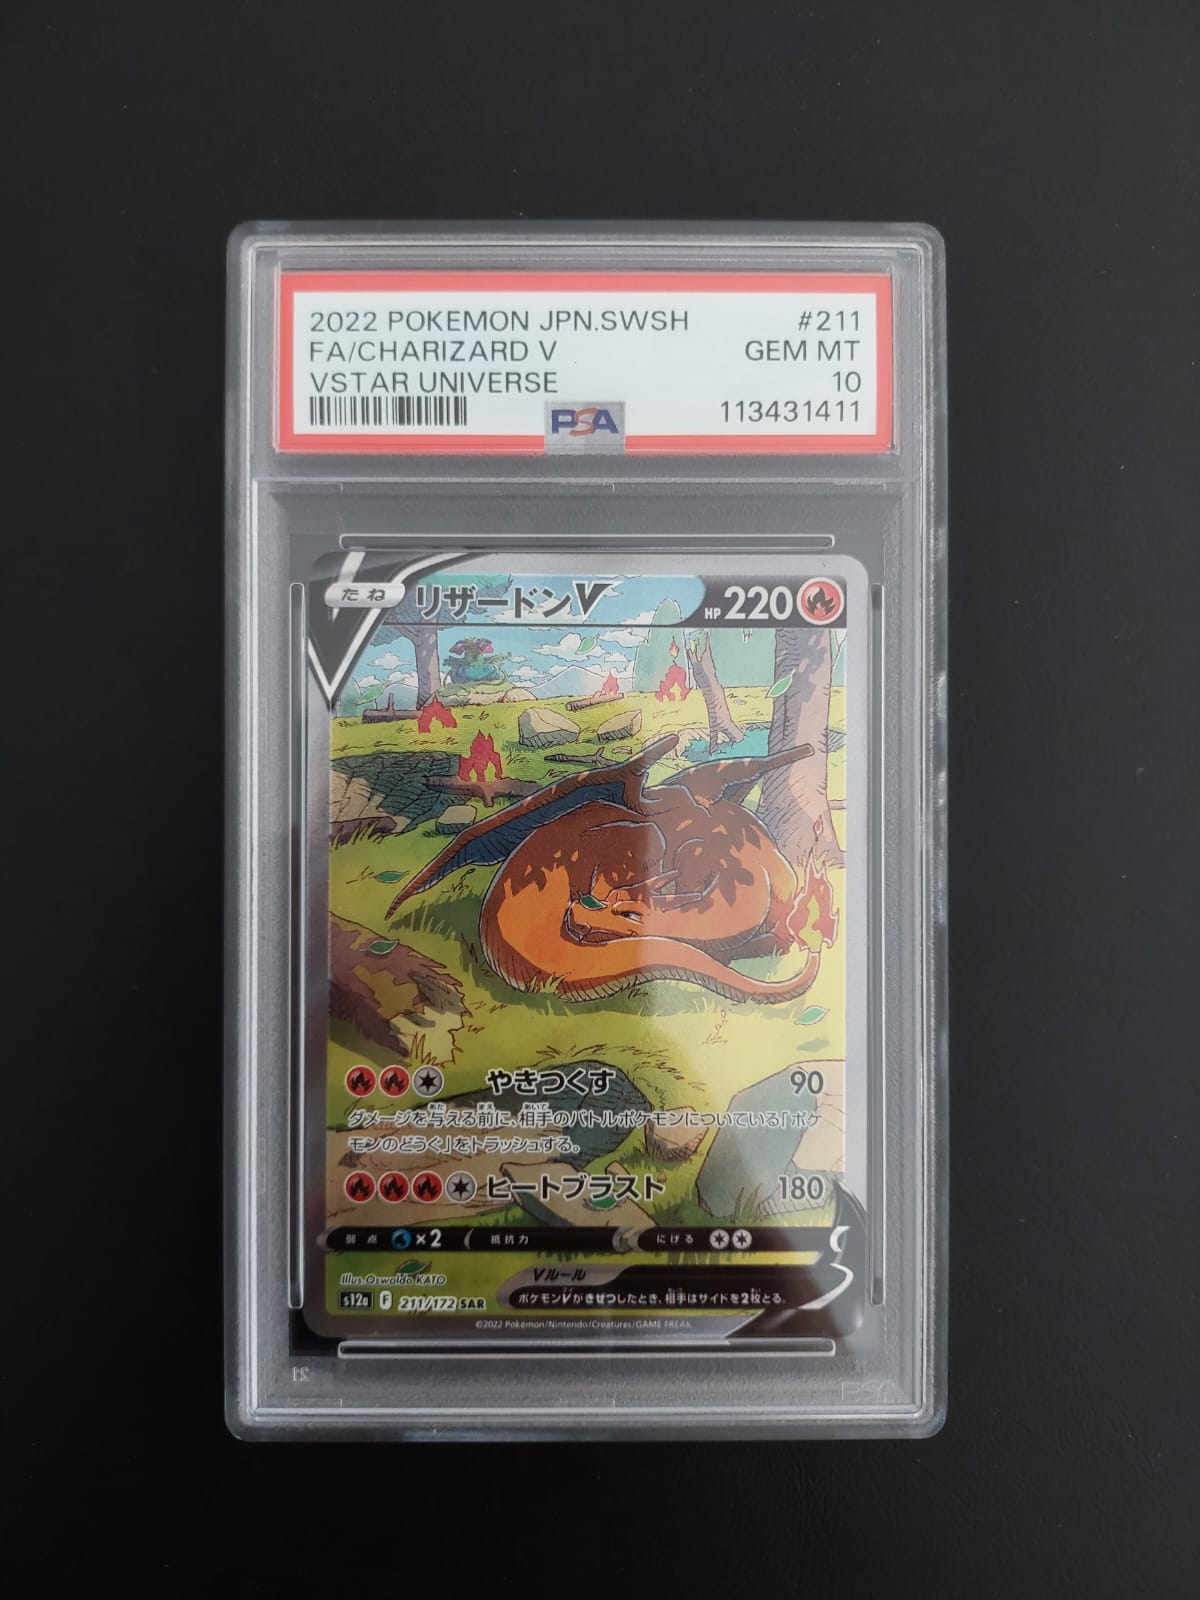 2022 POKEMON JPN.SWSH #211
FA/CHARIZARD V GEM MT
VSTAR UNIVERSE 10
PSA 113431411
たね リザードンV HP 220
やきつくす 90
ダメージを与える前に、相手のバトルポケモンについている「ポケ
モンのどうぐ」をトラッシュする。
ヒートブラスト 180
弱点 ×2 抵抗力 にげる
Illus. Oswaldo KATO
Vルール
s12a F 211/172 SAR
ポケモンVがきぜつしたとき、相手はサイドを2枚とる。
©2022 Pokémon/Nintendo/Creatures/GAME FREAK.